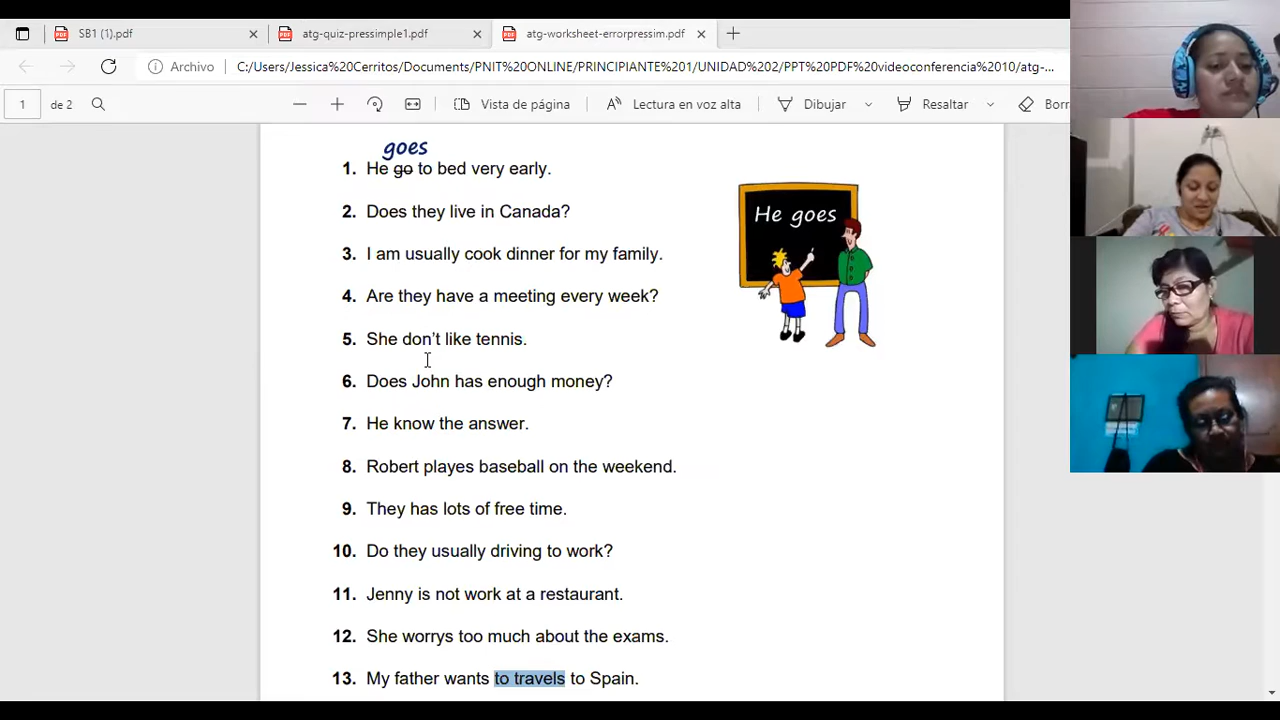 SB1 (1).pdf
atg-quiz-pressimple1.pdf
atg-worksheet-errorpressim.pdf
Archivo
C:/Users/Jessica%20Cerritos/Documents/PNIT%20ONLINE/PRINCIPIANTE%201/UNIDAD%202/PPT%20PDF%20videoconferencia%2010/atg-...
1 de 2
Vista de página
Lectura en voz alta
Dibujar
Resaltar
Borr
goes
1. He go to bed very early.
2. Does they live in Canada?
3. I am usually cook dinner for my family.
4. Are they have a meeting every week?
5. She don't like tennis.
6. Does John has enough money?
7. He know the answer.
8. Robert playes baseball on the weekend.
9. They has lots of free time.
10. Do they usually driving to work?
11. Jenny is not work at a restaurant.
12. She worrys too much about the exams.
13. My father wants to travels to Spain.
He goes